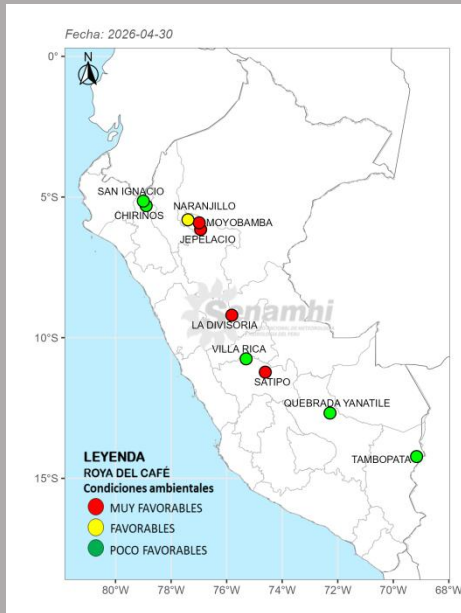 Fecha: 2026-04-30
0°
N
SAN IGNACIO
5°S
CHIRINOS
NARANJILLO
MOYOBAMBA
JEPELACIO
Senamhi
LA DIVISORIA
10°S
VILLA RICA
SATIPO
QUEBRADA YANATILE
TAMBOPATA
15°S
LEYENDA
ROYA DEL CAFÉ
Condiciones ambientales
MUY FAVORABLES
FAVORABLES
POCO FAVORABLES
80°W 78°W 76°W 74°W 72°W 70°W 68°W